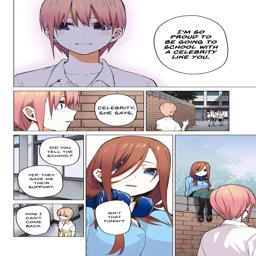 I'M SO
PROUD TO
BE GOING TO
SCHOOL WITH
A CELEBRITY
LIKE YOU.
CELEBRITY,
SHE SAYS.
DID YOU
TELL THE
SCHOOL?
YEP. THEY
GAVE ME
THEIR
SUPPORT.
NOW I
CAN'T
COME
BACK.
ISN'T
THAT
FUNNY?